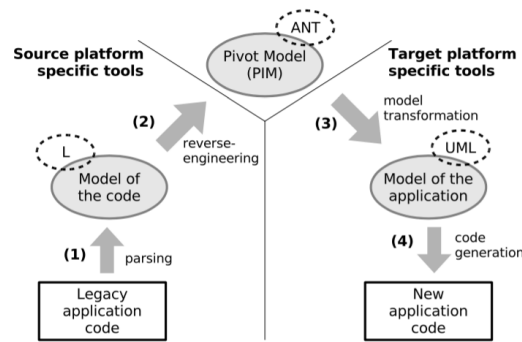 ANT
Source platform
specific tools
Pivot Model
(PIM)
Target platform
specific tools
(2)
reverse-
engineering
(3)
model
transformation
L
Model of
the code
UML
Model of the
application
(1)
parsing
(4)
code
generation
Legacy
application
code
New
application
code